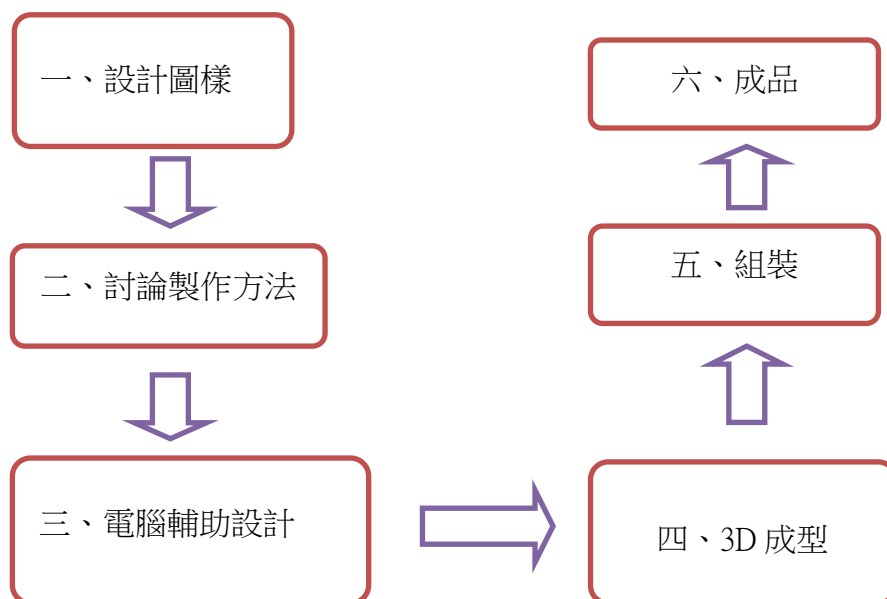 一、設計圖樣
二、討論製作方法
三、電腦輔助設計
四、3D 成型
五、組裝
六、成品